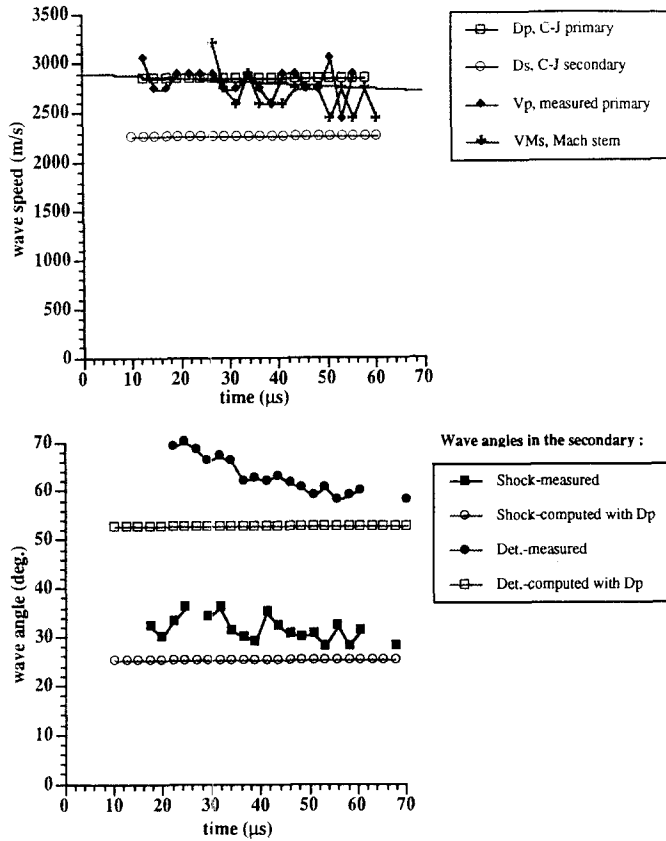 3500
3000
2500
2000
1500
1000
500
0
wave speed (m/s)
0 10 20 30 40 50 60 70
time (µs)
Dp, C-J primary
Ds, C-J secondary
Vp, measured primary
VMs, Mach stem
70
60
50
40
30
20
10
0
wave angle (deg.)
0 10 20 30 40 50 60 70
time (µs)
Wave angles in the secondary :
Shock-measured
Shock-computed with Dp
Det.-measured
Det.-computed with Dp